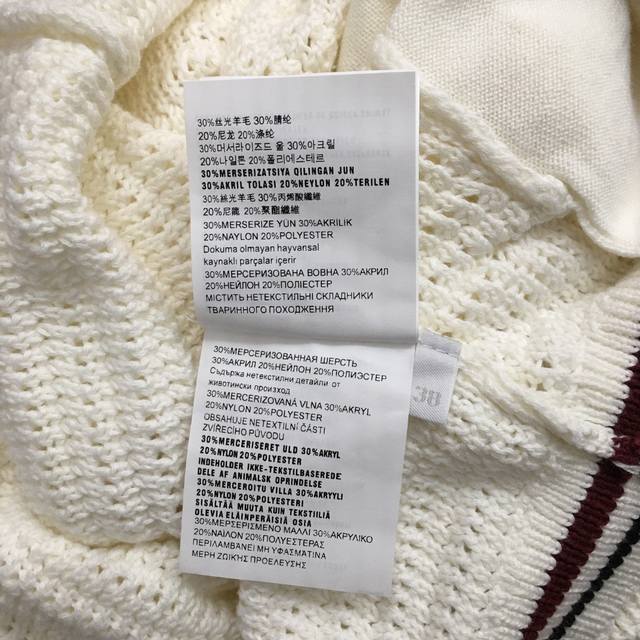 30%丝光羊毛 30%腈纶
20%尼龙 20%涤纶
30%머서라이즈드 울 30%아크릴
20%나일론 20%폴리에스테르
30%MERSERIZATSIYA QILINGAN JUN
30%AKRIL TOLASI 20%NEYLON 20%TERILEN
30%絲光羊毛 30%丙烯酸纖維
20%尼龍 20%聚酯纖維
30%MERSERIZE YÜN 30%AKRILIK
20%NAYLON 20%POLYESTER
Dokuma olmayan hayvansal
kaynaklı parçalar içerir
30%МЕРСЕРИЗОВАНА ВОВНА 30%АКРИЛ
20%НЕЙЛОН 20%ПОЛІЕСТЕР
МІСТИТЬ НЕТЕКСТИЛЬНІ СКЛАДНИКИ
ТВАРИННОГО ПОХОДЖЕННЯ
30%МЕРСЕРИЗОВАННАЯ ШЕРСТЬ
30%АКРИЛ 20%НЕЙЛОН 20%ПОЛИЭСТЕР
Съдържа нетекстилни детайли от
животински произход
30%MERCERIZOVANÁ VLNA 30%AKRYL
20%NYLON 20%POLYESTER
OBSAHUJE NETEXTILNÍ ČÁSTI
ZVÍŘECHO PŮVODU
30%MERCERISERET ULD 30%AKRYL
20%NYLON 20%POLYESTER
INDEHOLDER IKKE-TEKSTILBASEREDE
DELE AF ANIMALSK OPRINDELSE
30%MERCEROITU VILLA 30%AKRYYLI
20%NYLON 20%POLYESTERI
SISÄLTÄÄ MUUTA KUIN TEKSTIILIÄ
OLEVIA ELÄINPERÄISIÄ OSIA
30%ΜΕΡΣΕΡΙΣΜΕΝΟ ΜΑΛΛΙ 30%ΑΚΡΥΛΙΚΟ
20%ΝΑΪΛΟΝ 20%ΠΟΛΥΕΣΤΕΡΑΣ
ΠΕΡΙΛΑΜΒΑΝΕΙ ΜΗ ΥΦΑΣΜΑΤΙΝΑ
ΜΕΡΗ ΖΩΙΚΗΣ ΠΡΟΕΛΕΥΣΗΣ
38